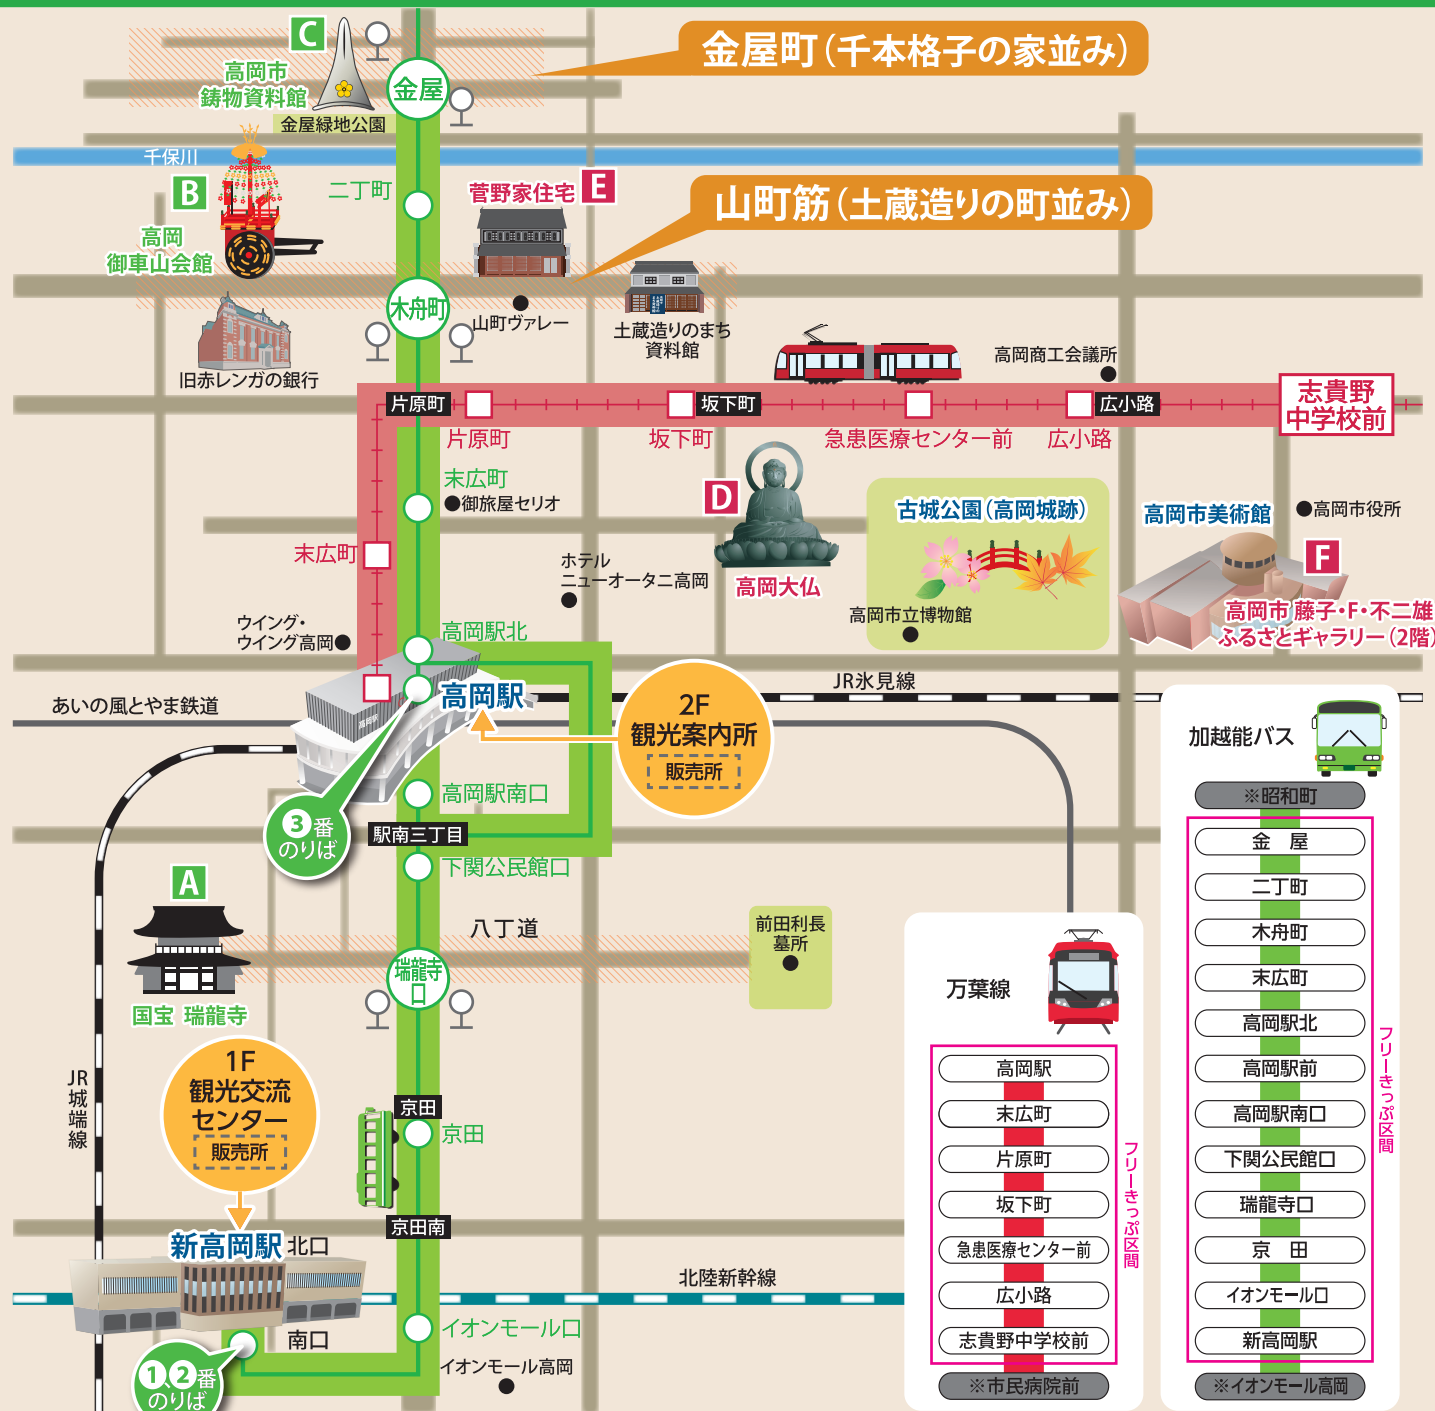 C
高岡市
鋳物資料館
金屋
金屋町（千本格子の家並み）
金屋緑地公園
千保川
B
高岡
御車山会館
二丁町
菅野家住宅
E
山町筋（土蔵造りの町並み）
木舟町
山町ヴァレー
土蔵造りのまち
資料館
旧赤レンガの銀行
高岡商工会議所
片原町
坂下町
広小路
志貴野
中学校前
片原町
坂下町
急患医療センター前
広小路
末広町
御旅屋セリオ
末広町
D
高岡大仏
古城公園（高岡城跡）
高岡市立博物館
高岡市美術館
高岡市役所
F
高岡市 藤子・F・不二雄
ふるさとギャラリー（2階）
ホテル
ニューオータニ高岡
ウイング・
ウイング高岡
高岡駅北
高岡駅
あいの風とやま鉄道
JR氷見線
2F
観光案内所
販売所
高岡駅南口
3番
のりば
駅南三丁目
下関公民館口
A
国宝 瑞龍寺
八丁道
瑞龍寺
口
前田利長
墓所
JR城端線
1F
観光交流
センター
販売所
京田
京田
京田南
新高岡駅
北口
南口
北陸新幹線
イオンモール口
イオンモール高岡
1、2番
のりば
万葉線
高岡駅
末広町
片原町
坂下町
急患医療センター前
広小路
志貴野中学校前
※市民病院前
フリーきっぷ区間
加越能バス
※昭和町
金　屋
二丁町
木舟町
末広町
高岡駅北
高岡駅前
高岡駅南口
下関公民館口
瑞龍寺口
京　田
イオンモール口
新高岡駅
※イオンモール高岡
フリーきっぷ区間